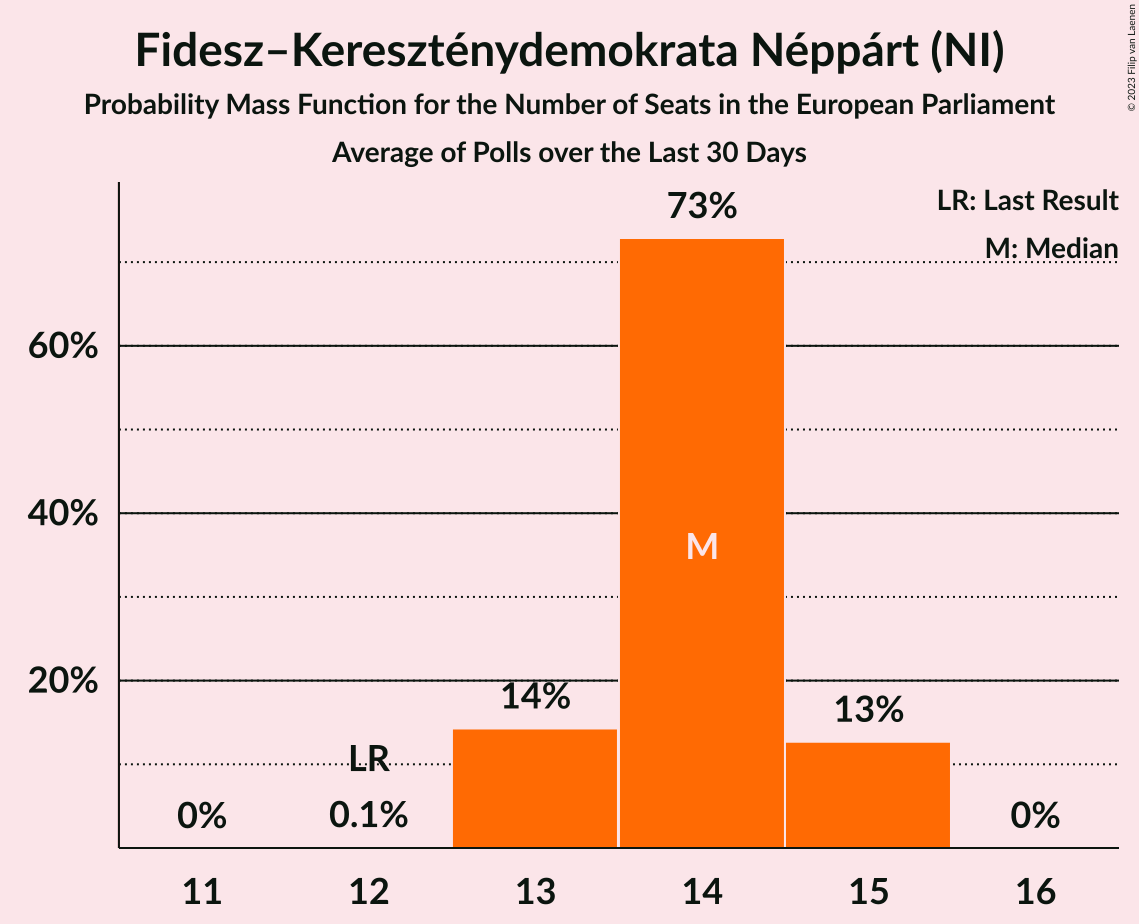 Fidesz–Kereszténydemokrata Néppárt (NI)
Probability Mass Function for the Number of Seats in the European Parliament
Average of Polls over the Last 30 Days
© 2023 Filip van Laenen
LR: Last Result
M: Median
73%
60%
40%
M
20%
14%
13%
LR
0%
0.1%
0%
11
12
13
14
15
16